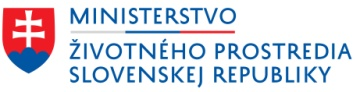 MINISTERSTVO
ŽIVOTNÉHO PROSTREDIA
SLOVENSKEJ REPUBLIKY